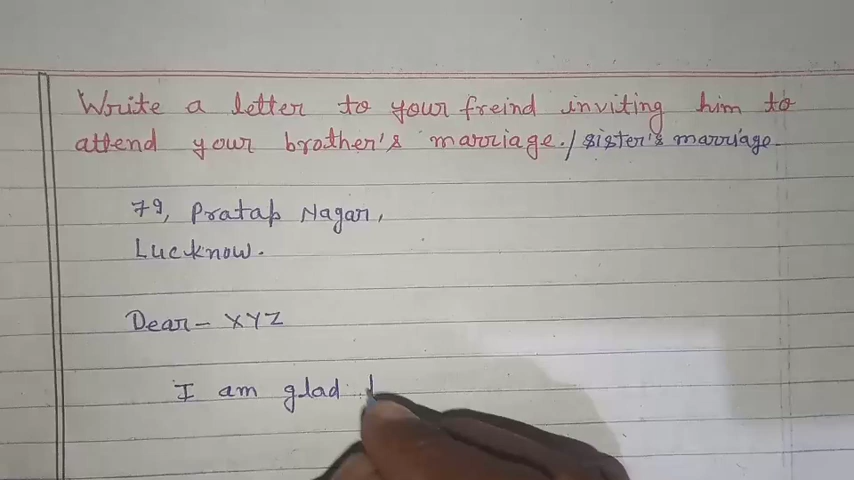 Write a letter to your freind inviting him to
attend your brother's marriage./sister's marriage.
79, Pratap Nagar,
Lucknow.
Dear- XYZ
I am glad